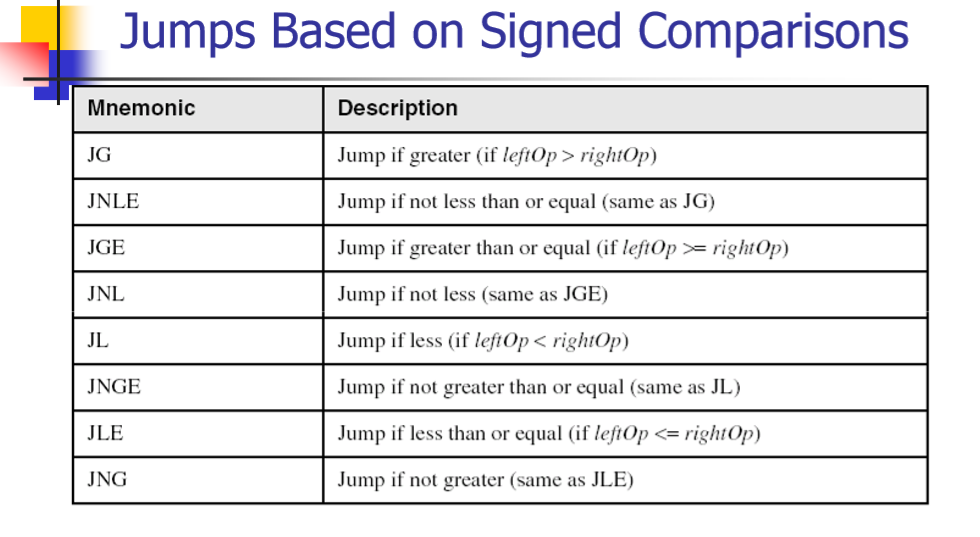 Jumps Based on Signed Comparisons
Mnemonic Description
JG Jump if greater (if leftOp > rightOp)
JNLE Jump if not less than or equal (same as JG)
JGE Jump if greater than or equal (if leftOp >= rightOp)
JNL Jump if not less (same as JGE)
JL Jump if less (if leftOp < rightOp)
JNGE Jump if not greater than or equal (same as JL)
JLE Jump if less than or equal (if leftOp <= rightOp)
JNG Jump if not greater (same as JLE)